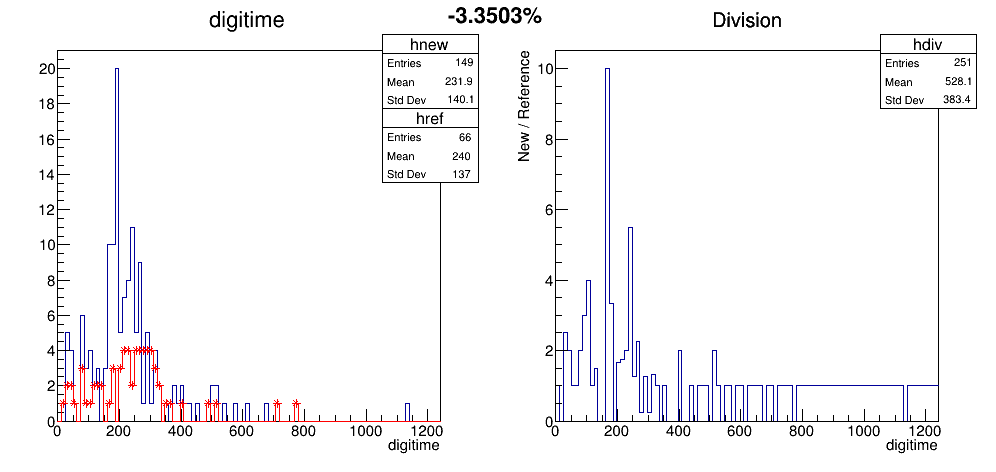 -3.3503%
digitime
hnew
Entries 149
Mean 231.9
Std Dev 140.1
href
Entries 66
Mean 240
Std Dev 137
20
18
16
14
12
10
8
6
4
2
0
0 200 400 600 800 1000 1200
digitime
Division
hdiv
Entries 251
Mean 528.1
Std Dev 383.4
New / Reference
10
8
6
4
2
0
0 200 400 600 800 1000 1200
digitime